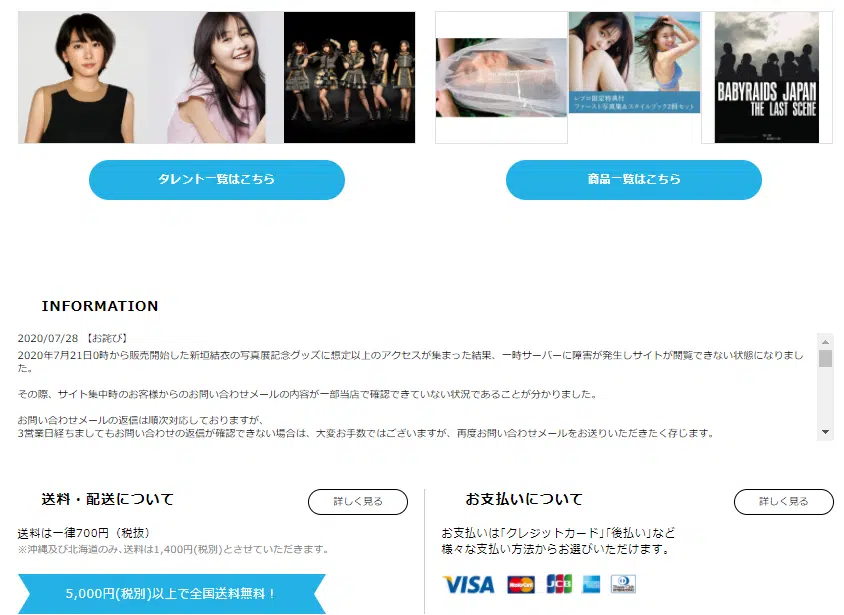 レプロ限定特典付
ファースト写真集&スタイルブック2冊セット
BABYRAIDS JAPAN
THE LAST SCENE
タレント一覧はこちら
商品一覧はこちら
INFORMATION
2020/07/28 【お詫び】
2020年7月21日0時から販売開始した新垣結衣の写真展記念グッズに想定以上のアクセスが集まった結果、一時サーバーに障害が発生しサイトが閲覧できない状態になりまし
た。
その際、サイト集中時のお客様からのお問い合わせメールの内容が一部当店で確認できていない状況であることが分かりました。
お問い合わせメールの返信は順次対応しておりますが、
3営業日経ちましてもお問い合わせの返信が確認できない場合は、大変お手数ではございますが、再度お問い合わせメールをお送りいただきたく存じます。
送料・配送について
詳しく見る
送料は一律700円（税抜）
※沖縄及び北海道のみ、送料は1,400円(税別)とさせていただきます。
5,000円(税別)以上で全国送料無料！
お支払いについて
詳しく見る
お支払いは｢クレジットカード｣｢後払い｣など
様々な支払い方法からお選びいただけます。
VISA
MasterCard
JCB